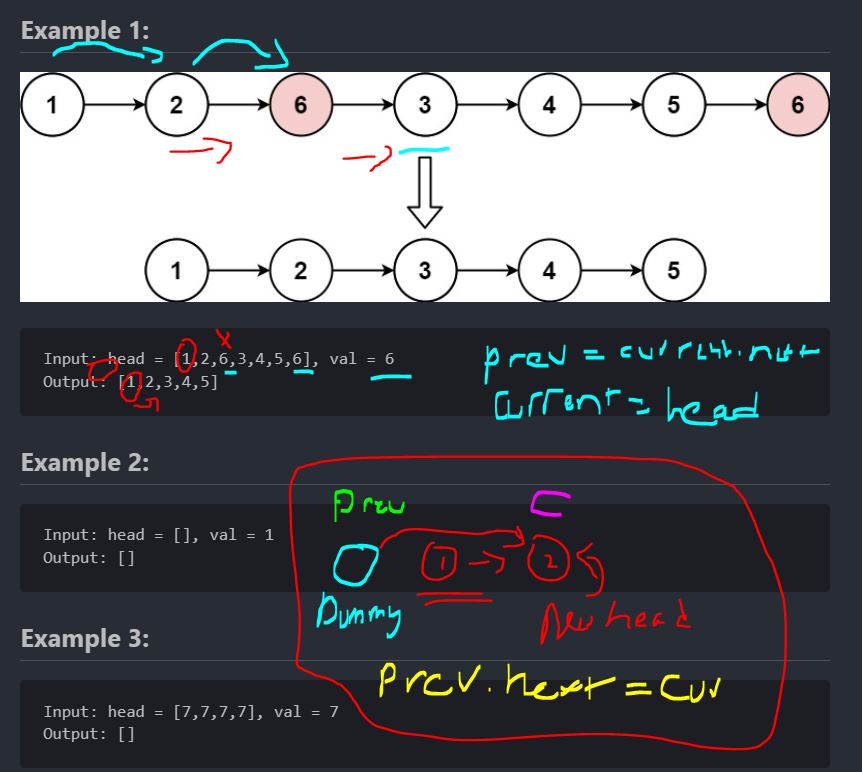 Example 1:
1 2 6 3 4 5 6
1 2 3 4 5
Input: head = [1,2,6,3,4,5,6], val = 6
Output: [1,2,3,4,5]
prev = current.next
current = head
Example 2:
Input: head = [], val = 1
Output: []
Prev C
1 2
Dummy New head
Prev.next = cur
Example 3:
Input: head = [7,7,7,7], val = 7
Output: []